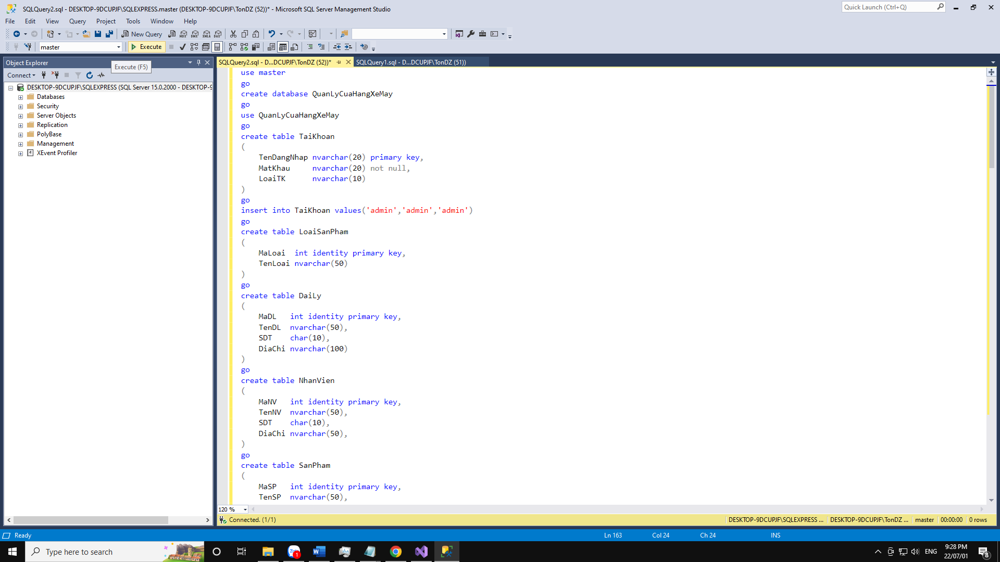 SQLQuery2.sql - DESKTOP-9DCUPJF\SQLEXPRESS.master (DESKTOP-9DCUPJF\TonDZ (52))* - Microsoft SQL Server Management Studio
Quick Launch (Ctrl+Q)
File Edit View Query Project Tools Window Help
New Query
MDX DMX XMLA DAX
master
Execute
Object Explorer
Execute (F5)
SQLQuery2.sql - D...DCUPJF\TonDZ (52))*
SQLQuery1.sql - D...DCUPJF\TonDZ (51))
Connect
DESKTOP-9DCUPJF\SQLEXPRESS (SQL Server 15.0.2000 - DESKTOP-9
Databases
Security
Server Objects
Replication
PolyBase
Management
XEvent Profiler
use master
go
create database QuanLyCuaHangXeMay
go
use QuanLyCuaHangXeMay
go
create table TaiKhoan
(
TenDangNhap nvarchar(20) primary key,
MatKhau nvarchar(20) not null,
LoaiTK nvarchar(10)
)
go
insert into TaiKhoan values('admin','admin','admin')
go
create table LoaiSanPham
(
MaLoai int identity primary key,
TenLoai nvarchar(50)
)
go
create table DaiLy
(
MaDL int identity primary key,
TenDL nvarchar(50),
SDT char(10),
DiaChi nvarchar(100)
)
go
create table NhanVien
(
MaNV int identity primary key,
TenNV nvarchar(50),
SDT char(10),
DiaChi nvarchar(50),
)
go
create table SanPham
(
MaSP int identity primary key,
TenSP nvarchar(50),
120 %
Connected. (1/1)
DESKTOP-9DCUPJF\SQLEXPRESS ... DESKTOP-9DCUPJF\TonDZ ... master 00:00:00 0 rows
Ready
Ln 163 Col 24 Ch 24 INS
Type here to search
Zalo
1
ENG
9:28 PM
22/07/01
8